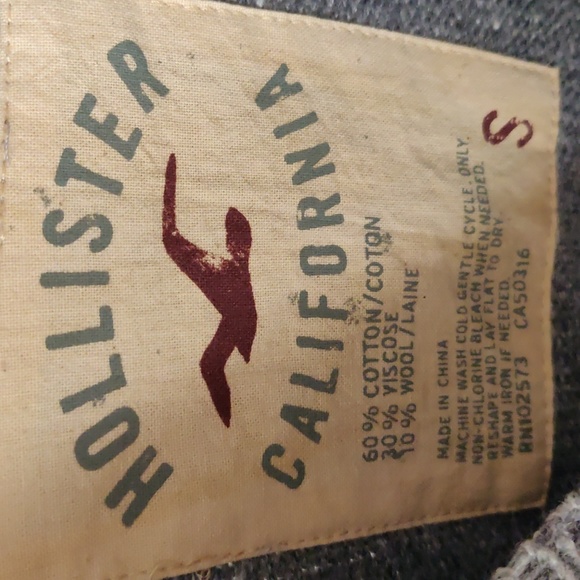 HOLLISTER
CALIFORNIA
S
60% COTTON/COTON
30% VISCOSE
10% WOOL/LAINE
MADE IN CHINA
MACHINE WASH COLD GENTLE CYCLE. ONLY.
NON-CHLORINE BLEACH WHEN NEEDED.
RESHAPE AND LAY FLAT TO DRY.
WARM IRON IF NEEDED.
RN102573 CA50316